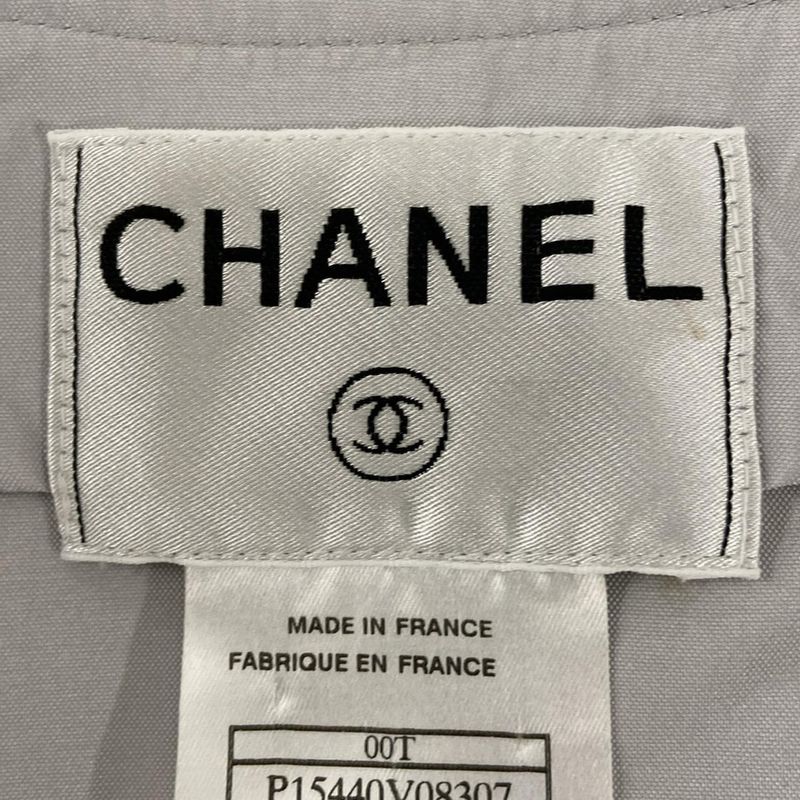 CHANEL
MADE IN FRANCE
FABRIQUE EN FRANCE
00T
P15440V08307